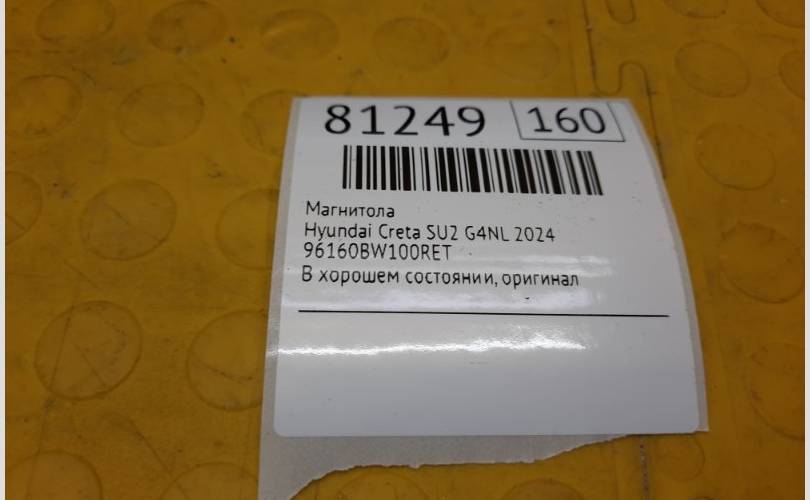 81249 160
Магнитола
Hyundai Creta SU2 G4NL 2024
96160BW100RET
В хорошем состоянии, оригинал